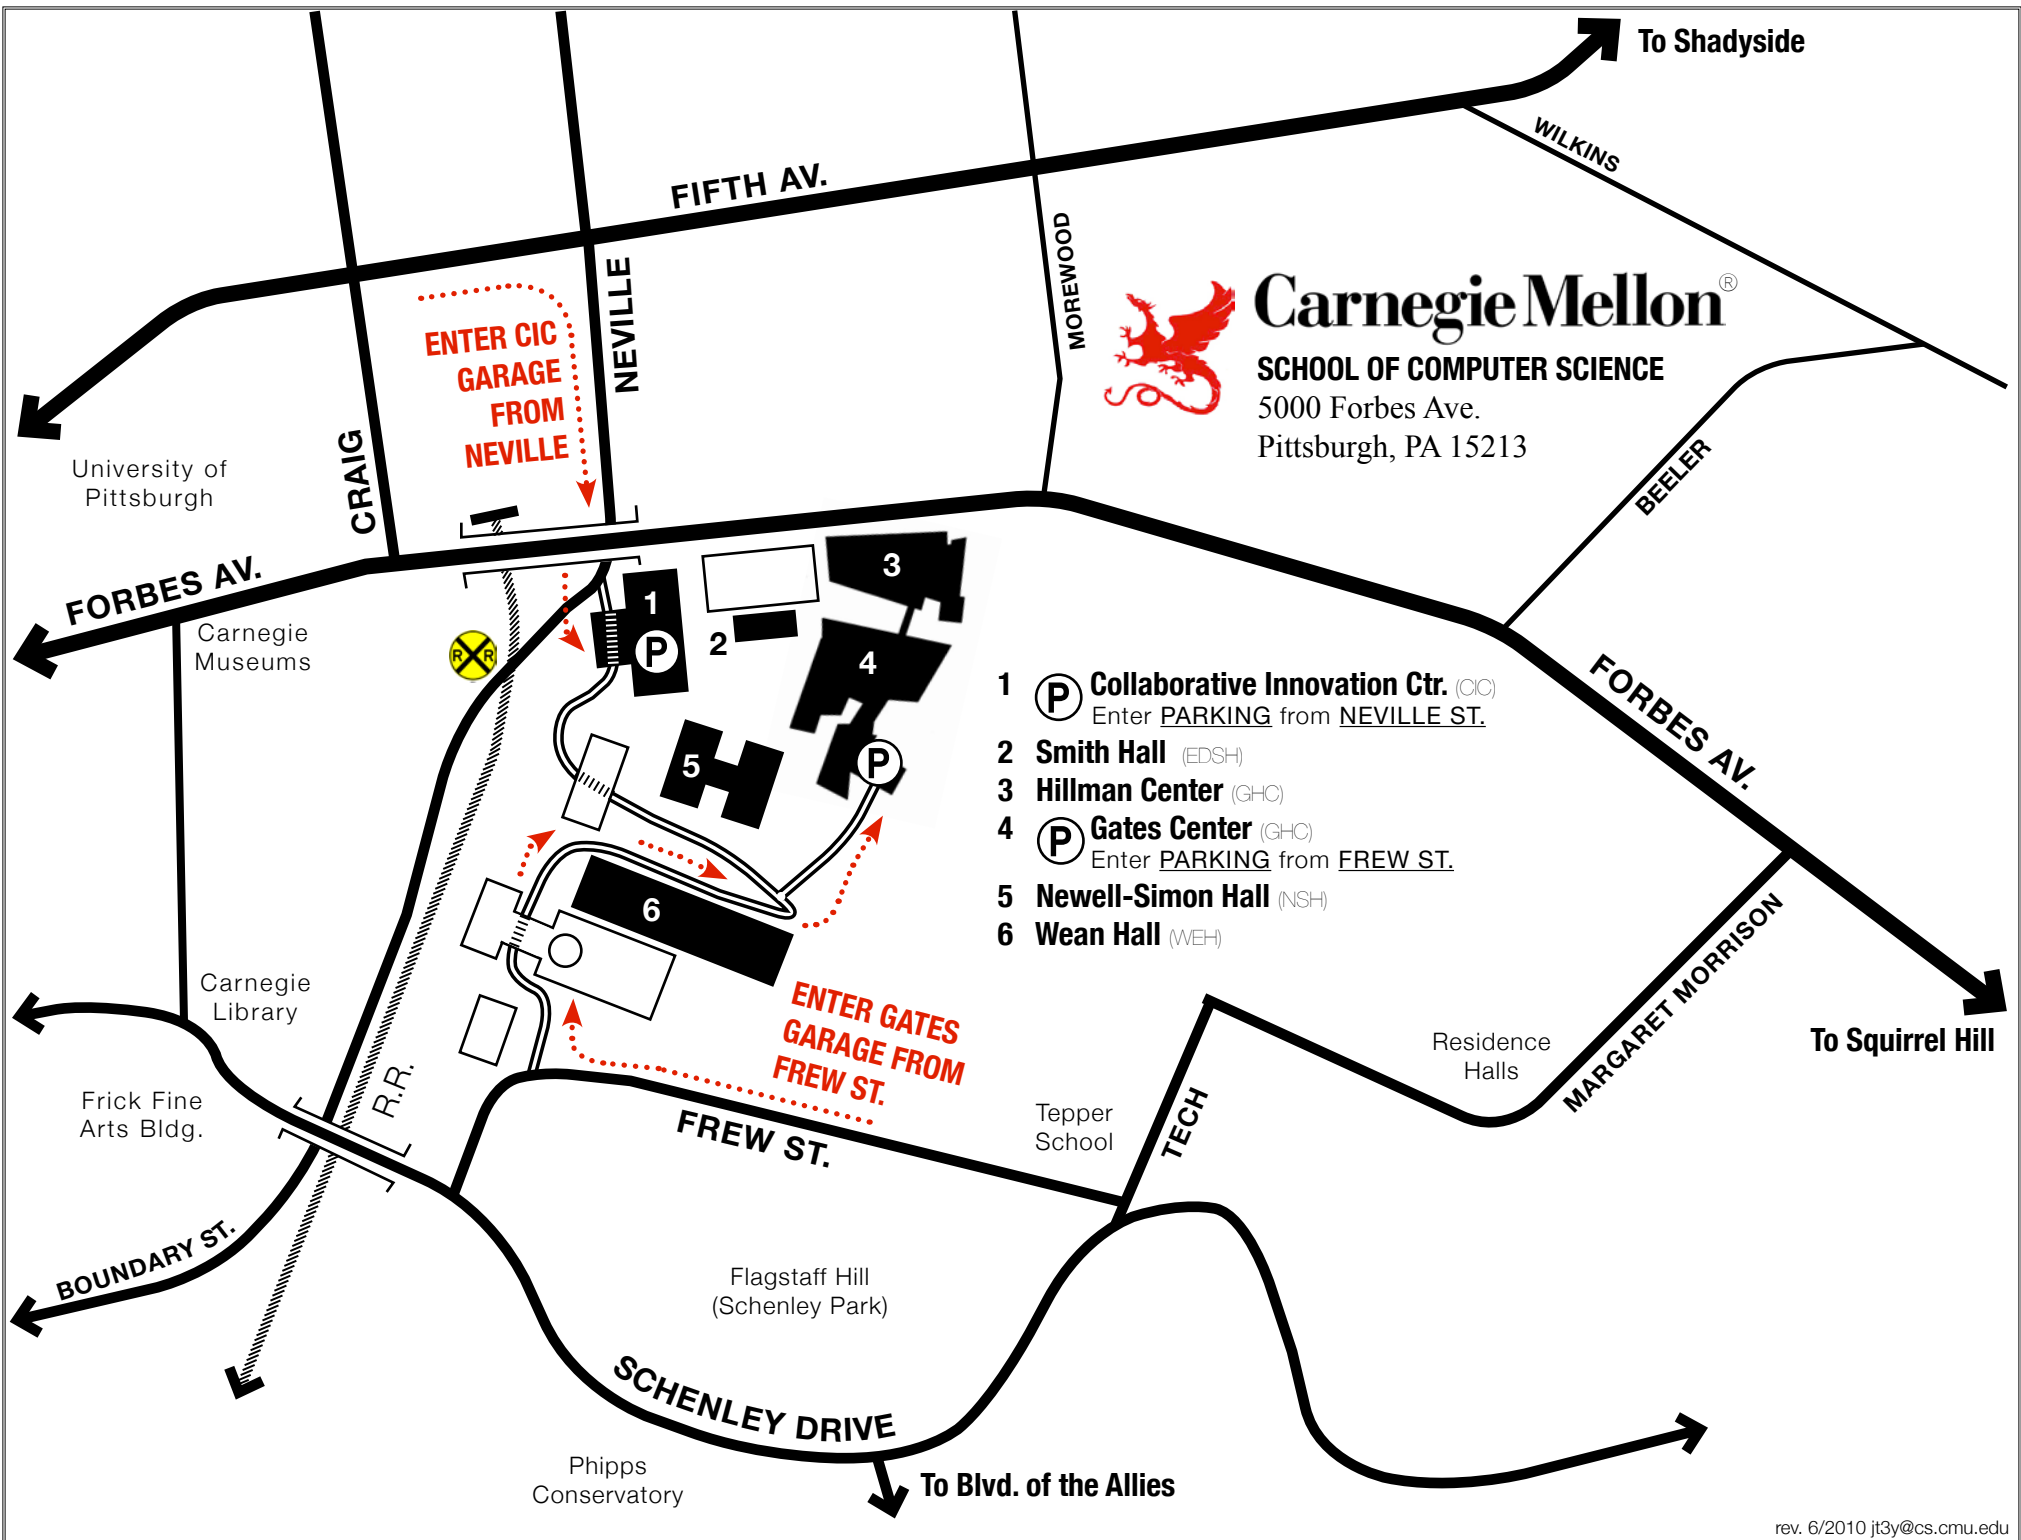 To Shadyside
WILKINS
FIFTH AV.
MOREWOOD
NEVILLE
ENTER CIC
GARAGE
FROM
NEVILLE
Carnegie Mellon®
SCHOOL OF COMPUTER SCIENCE
5000 Forbes Ave.
Pittsburgh, PA 15213
CRAIG
University of
Pittsburgh
BEELER
FORBES AV.
Carnegie
Museums
R R
1
P
2
3
4
P
5
6
1 P Collaborative Innovation Ctr. (CIC)
Enter PARKING from NEVILLE ST.
2 Smith Hall (EDSH)
3 Hillman Center (GHC)
4 P Gates Center (GHC)
Enter PARKING from FREW ST.
5 Newell-Simon Hall (NSH)
6 Wean Hall (WEH)
FORBES AV.
MARGARET MORRISON
To Squirrel Hill
Carnegie
Library
ENTER GATES
GARAGE FROM
FREW ST.
Residence
Halls
Frick Fine
Arts Bldg.
R.R.
FREW ST.
Tepper
School
TECH
BOUNDARY ST.
Flagstaff Hill
(Schenley Park)
SCHENLEY DRIVE
Phipps
Conservatory
To Blvd. of the Allies
rev. 6/2010 jt3y@cs.cmu.edu